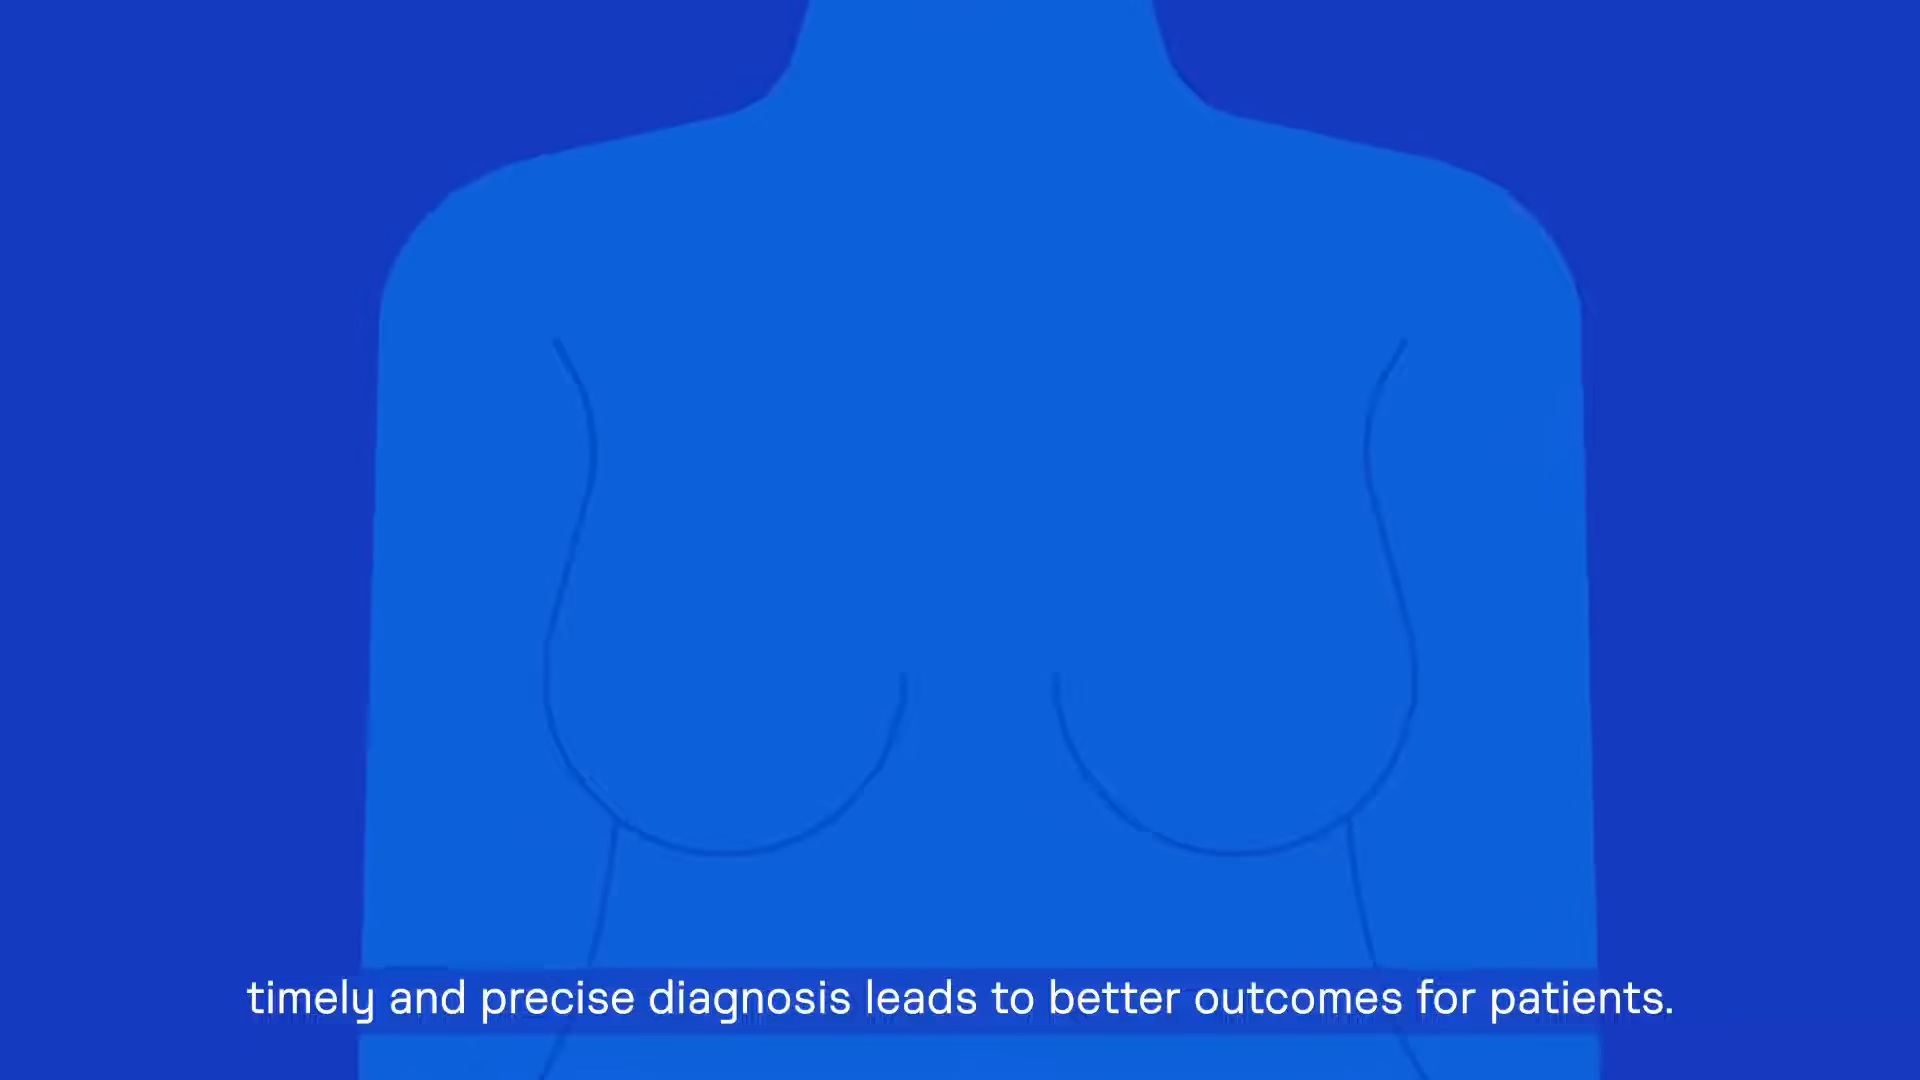 timely and precise diagnosis leads to better outcomes for patients.